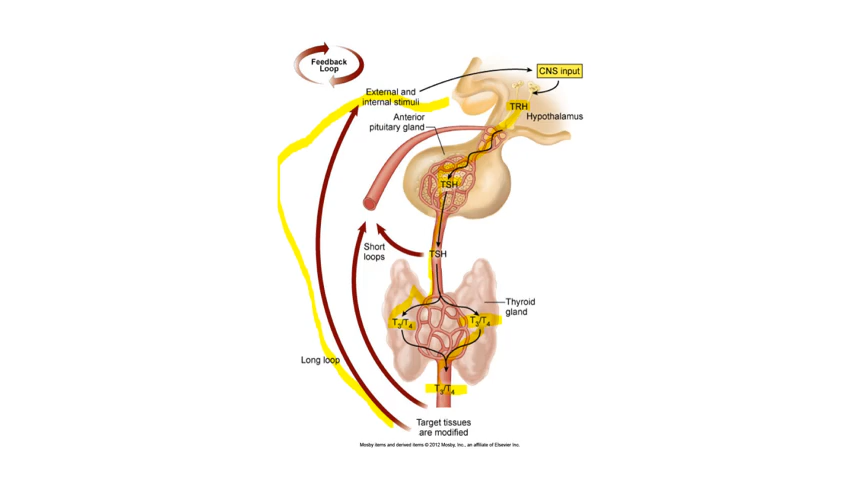 Feedback
Loop
CNS input
External and
internal stimuli
TRH
Hypothalamus
Anterior
pituitary gland
TSH
Short
loops
TSH
Thyroid
gland
T3/T4
T3/T4
Long loop
T3/T4
Target tissues
are modified
Mosby items and derived items © 2012 Mosby, Inc., an affiliate of Elsevier Inc.